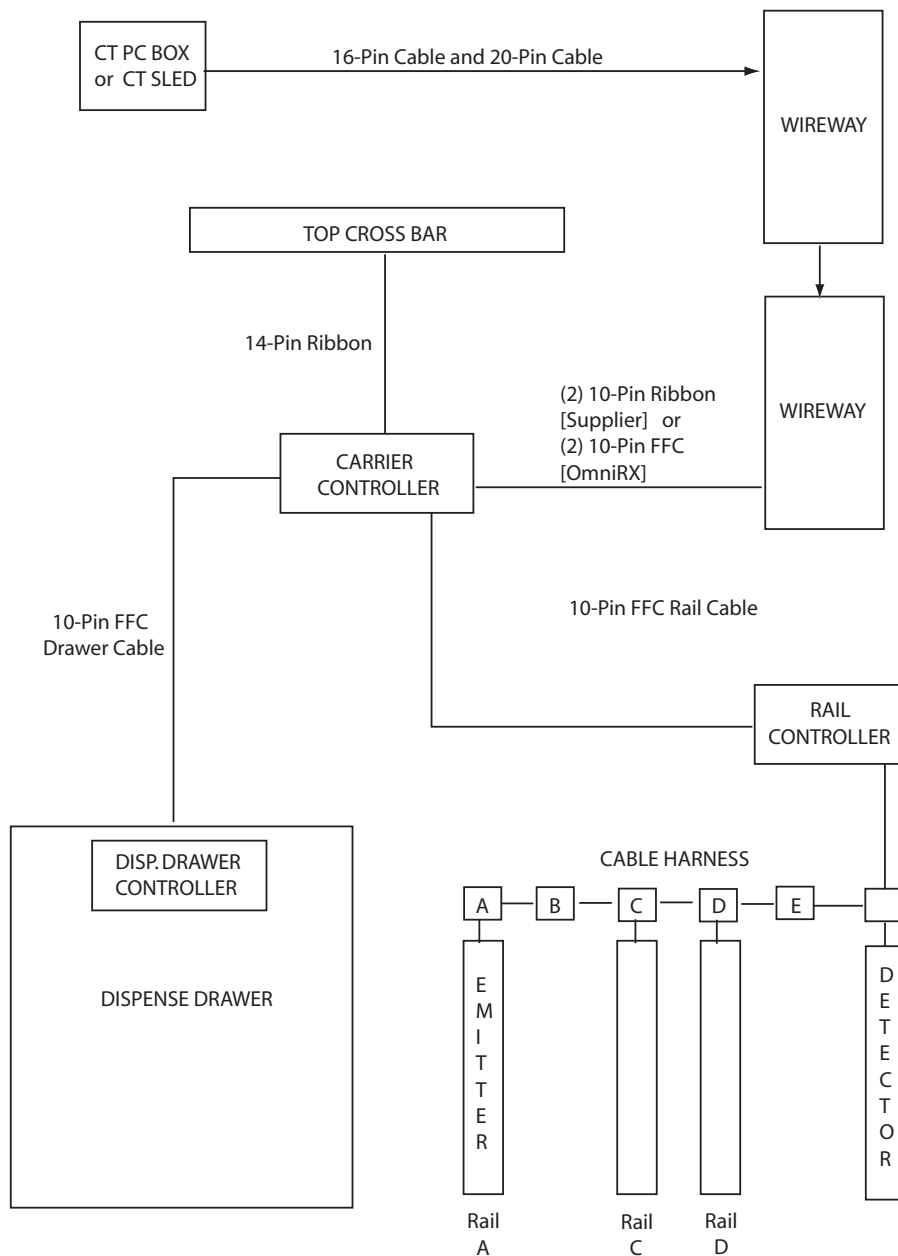 CT PC BOX
or CT SLED
16-Pin Cable and 20-Pin Cable
WIREWAY
TOP CROSS BAR
14-Pin Ribbon
(2) 10-Pin Ribbon
[Supplier] or
(2) 10-Pin FFC
[OmniRX]
WIREWAY
CARRIER
CONTROLLER
10-Pin FFC
Drawer Cable
10-Pin FFC Rail Cable
RAIL
CONTROLLER
DISP. DRAWER
CONTROLLER
DISPENSE DRAWER
CABLE HARNESS
A
B
C
D
E
EMITTER
DETECTOR
Rail
A
Rail
C
Rail
D